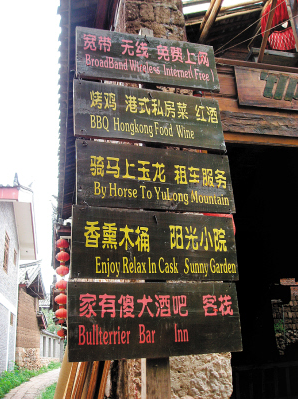 宽带 无线 免费上网
BroadBand Wireless Internet( Free )
烤鸡 港式私房菜 红酒
BBQ Hongkong Food Wine
骑马上玉龙 租车服务
By Horse To YuLong Mountain
香熏木桶 阳光小院
Enjoy Relax In Cask Sunny Garden
家有傻犬酒吧 客栈
Bullterrier Bar Inn